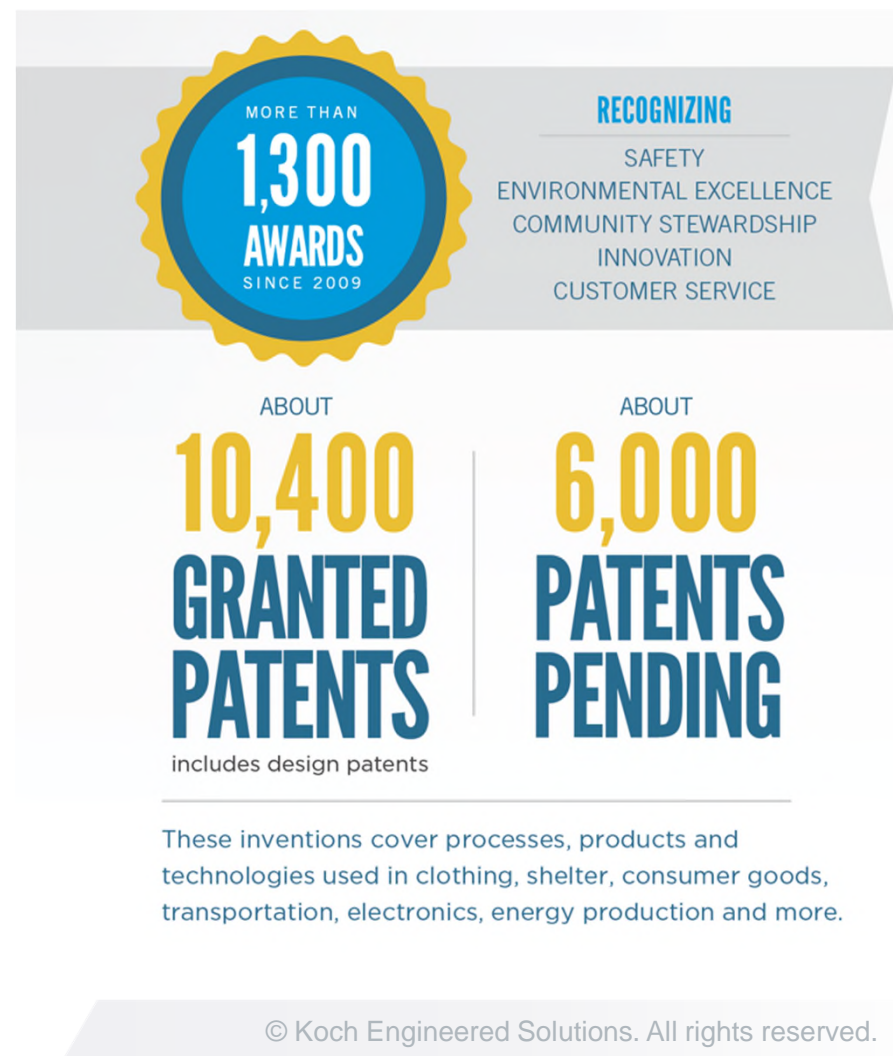 MORE THAN
1,300
AWARDS
SINCE 2009
RECOGNIZING
SAFETY
ENVIRONMENTAL EXCELLENCE
COMMUNITY STEWARDSHIP
INNOVATION
CUSTOMER SERVICE
ABOUT
10,400
GRANTED
PATENTS
includes design patents
ABOUT
6,000
PATENTS
PENDING
These inventions cover processes, products and
technologies used in clothing, shelter, consumer goods,
transportation, electronics, energy production and more.
© Koch Engineered Solutions. All rights reserved.